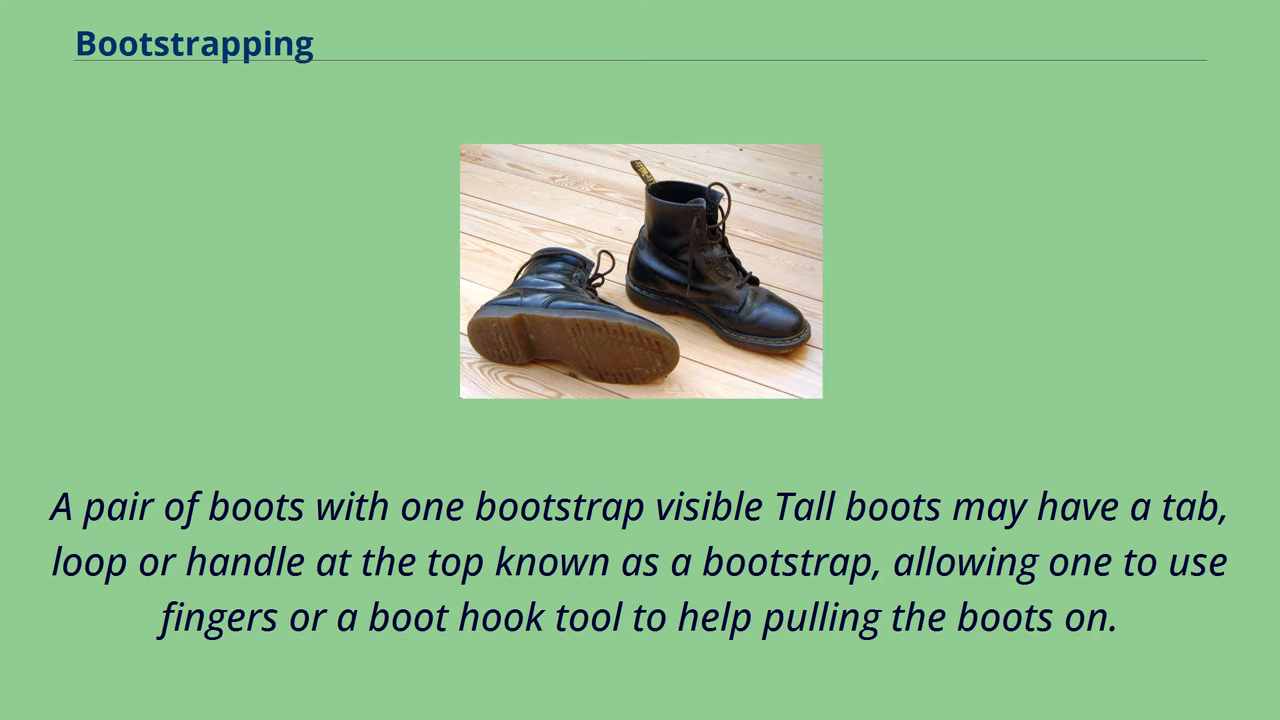 Bootstrapping
A pair of boots with one bootstrap visible Tall boots may have a tab,
loop or handle at the top known as a bootstrap, allowing one to use
fingers or a boot hook tool to help pulling the boots on.